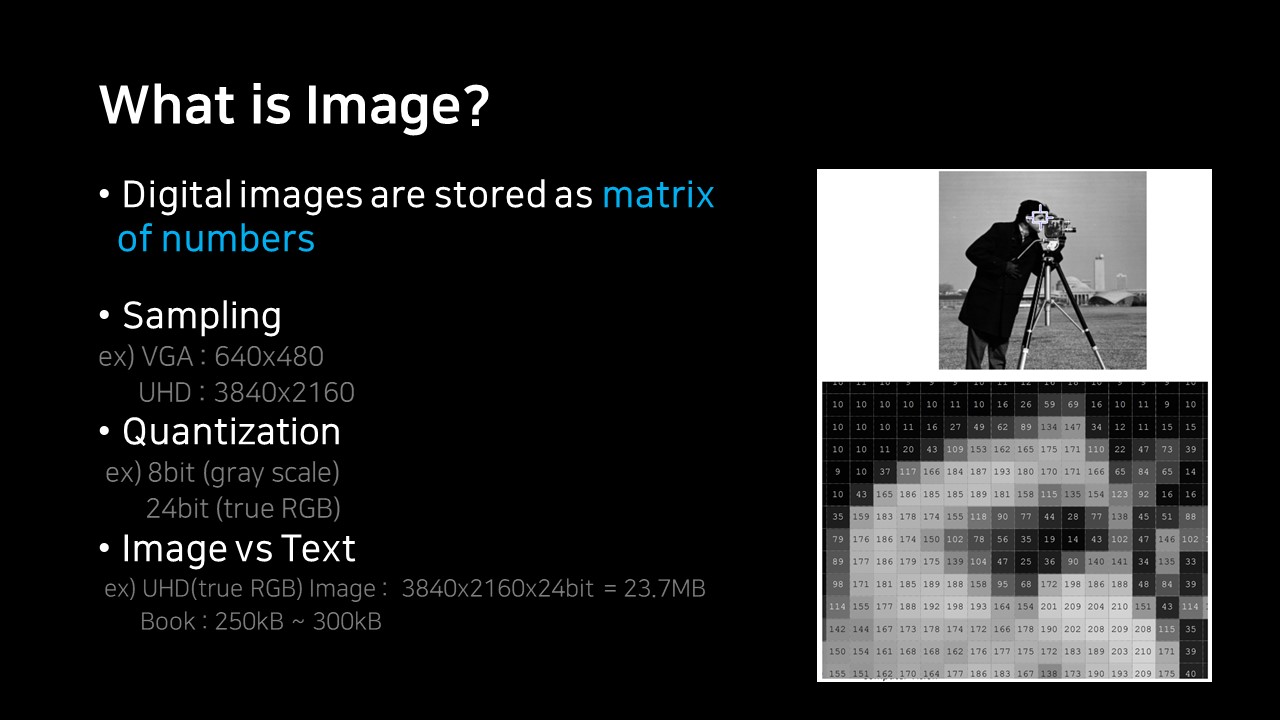 What is Image?
• Digital images are stored as matrix
of numbers
• Sampling
ex) VGA : 640x480
UHD : 3840x2160
• Quantization
ex) 8bit (gray scale)
24bit (true RGB)
• Image vs Text
ex) UHD(true RGB) Image : 3840x2160x24bit = 23.7MB
Book : 250kB ~ 300kB
10 10 10 10 10 11 10 16 26 59 69 16 10 11 9 10
10 10 10 11 16 27 49 62 89 134 147 34 12 11 15 15
10 10 11 20 43 109 153 162 165 175 171 110 22 47 73 39
9 10 37 117 166 184 187 193 180 170 171 166 65 84 65 14
10 43 165 186 185 185 189 181 158 115 135 154 123 92 16 16
35 159 183 178 174 155 118 90 77 44 28 77 138 45 51 88
79 176 186 174 150 102 78 56 35 19 14 43 102 47 146 102
89 177 186 179 175 139 104 47 25 36 90 140 141 34 135 33
98 171 181 185 189 188 158 95 68 172 198 186 188 48 84 39
114 155 177 188 192 198 193 164 154 201 209 204 210 151 43 114
142 144 167 173 178 174 172 166 178 190 202 208 209 208 115 35
150 154 161 168 168 162 176 177 175 172 183 189 203 210 171 39
155 151 162 170 164 177 186 183 167 138 173 190 193 209 175 40